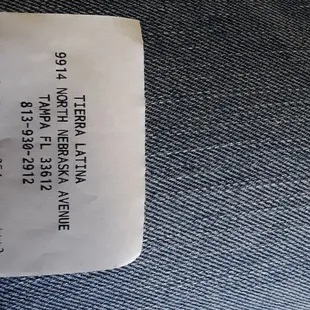 TIERRA LATINA
9914 NORTH NEBRASKA AVENUE
TAMPA FL 33612
813-930-2912